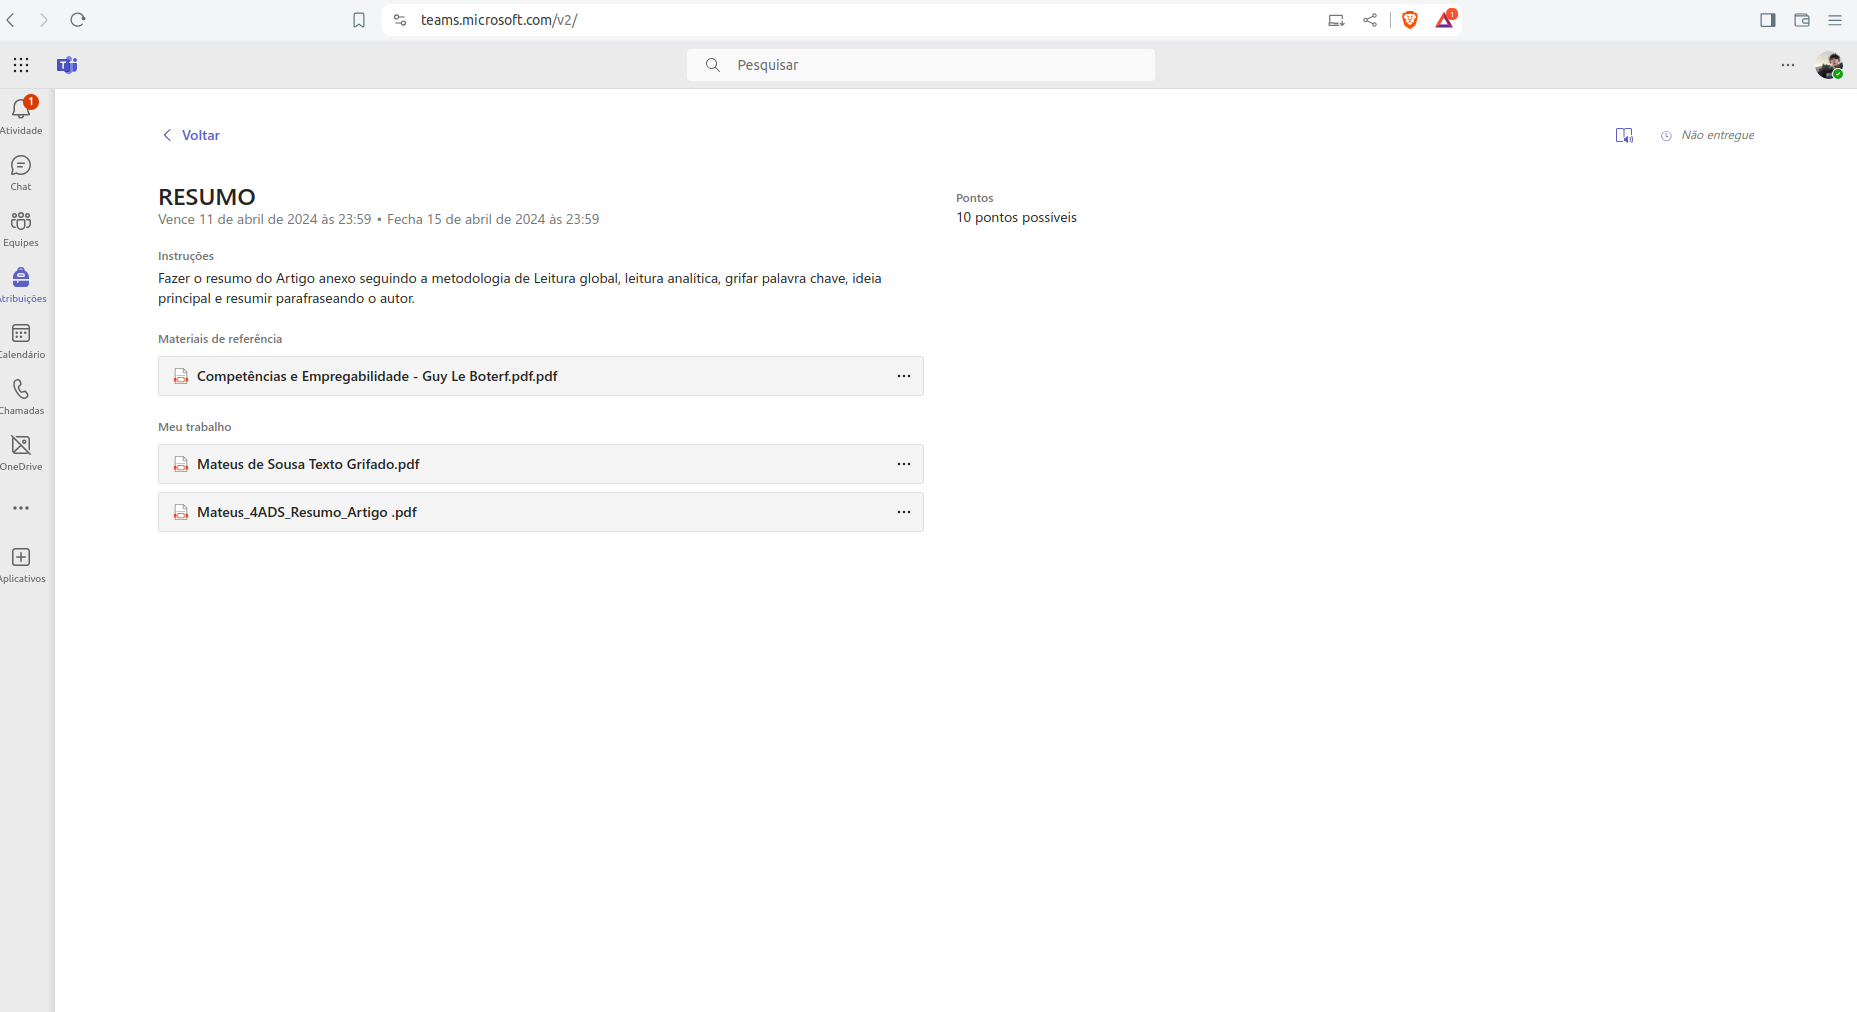 teams.microsoft.com/v2/
1
Pesquisar
1
Atividade
Chat
Equipes
Atribuições
Calendário
Chamadas
OneDrive
Aplicativos
Voltar
Não entregue
RESUMO
Vence 11 de abril de 2024 às 23:59 • Fecha 15 de abril de 2024 às 23:59
Pontos
10 pontos possíveis
Instruções
Fazer o resumo do Artigo anexo seguindo a metodologia de Leitura global, leitura analítica, grifar palavra chave, ideia
principal e resumir parafraseando o autor.
Materiais de referência
Competências e Empregabilidade - Guy Le Boterf.pdf.pdf
Meu trabalho
Mateus de Sousa Texto Grifado.pdf
Mateus_4ADS_Resumo_Artigo .pdf